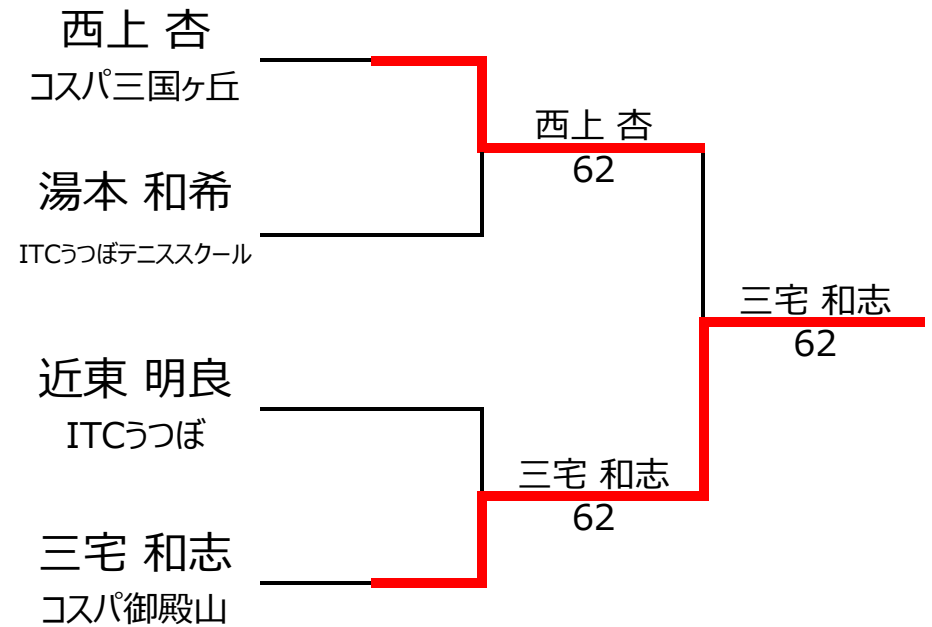 西上 杏
コスパ三国ヶ丘
西上 杏
62
湯本 和希
ITCうつぼテニススクール
三宅 和志
62
近東 明良
ITCうつぼ
三宅 和志
62
三宅 和志
コスパ御殿山